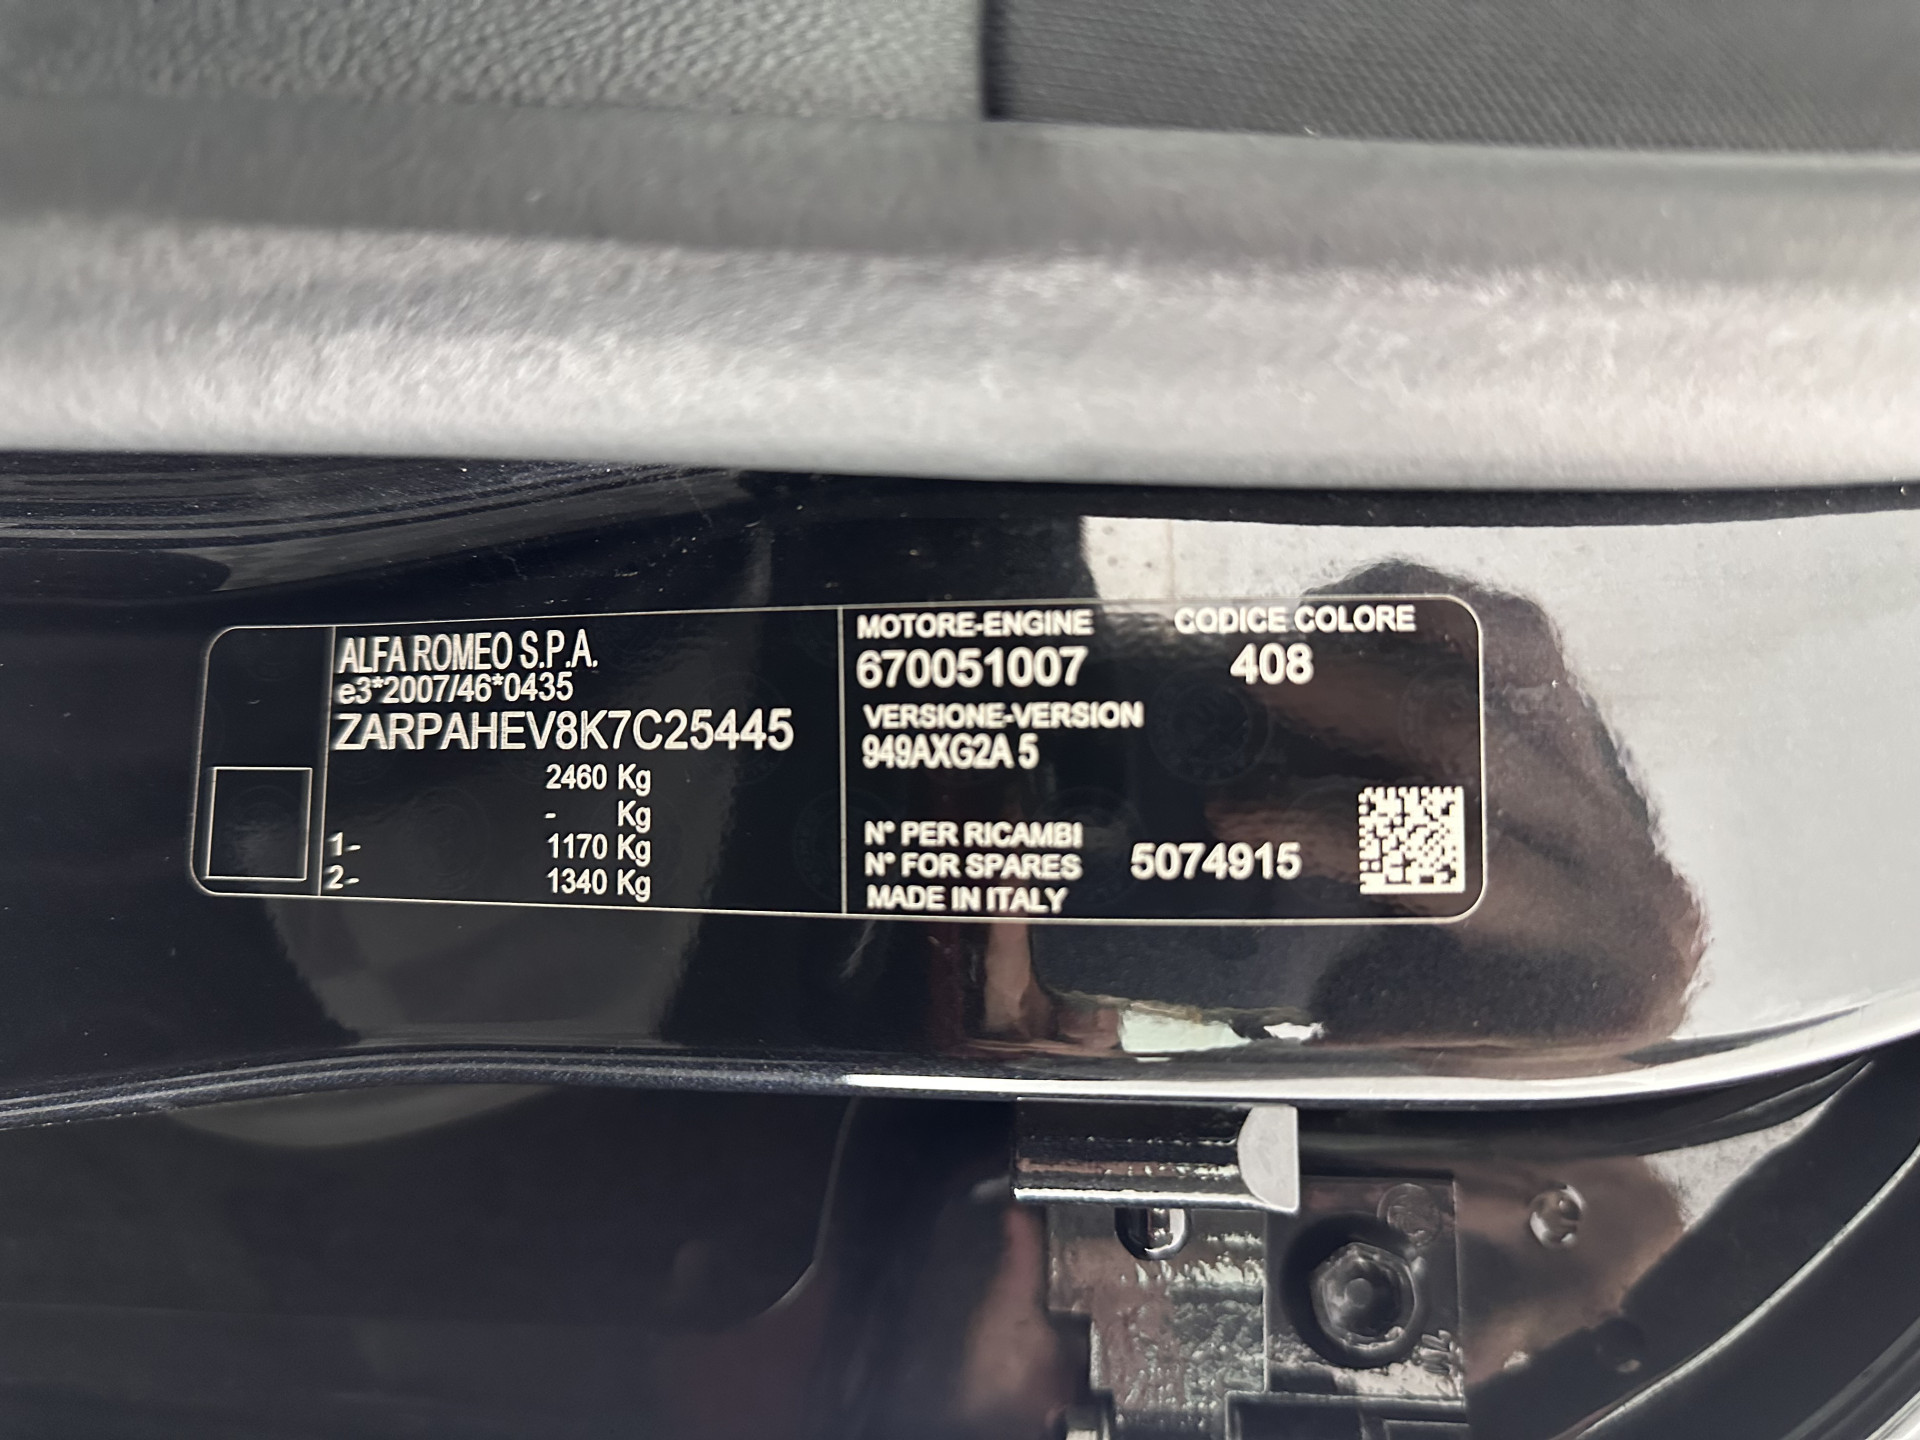 ALFA ROMEO S.P.A.
e3*2007/46*0435
ZARPAHEV8K7C25445
2460 Kg
- Kg
1- 1170 Kg
2- 1340 Kg
MOTORE-ENGINE CODICE COLORE
670051007 408
VERSIONE-VERSION
949AXG2A 5
N° PER RICAMBI
N° FOR SPARES 5074915
MADE IN ITALY